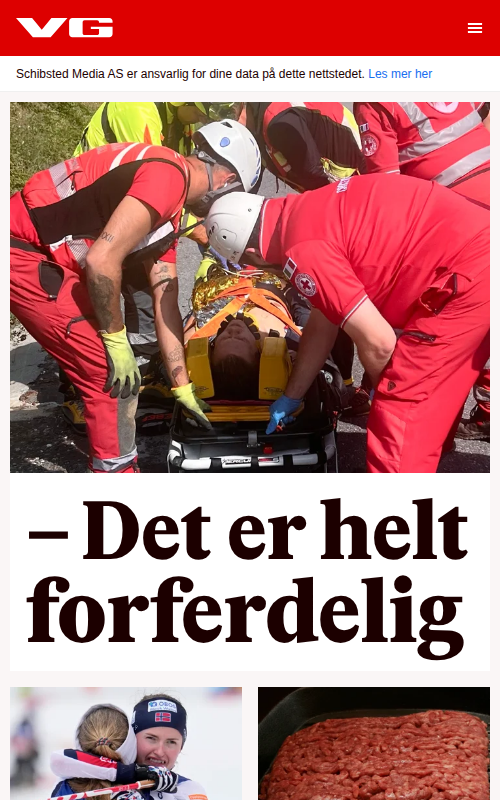 VG
Schibsted Media AS er ansvarlig for dine data på dette nettstedet. Les mer her
– Det er helt
forferdelig